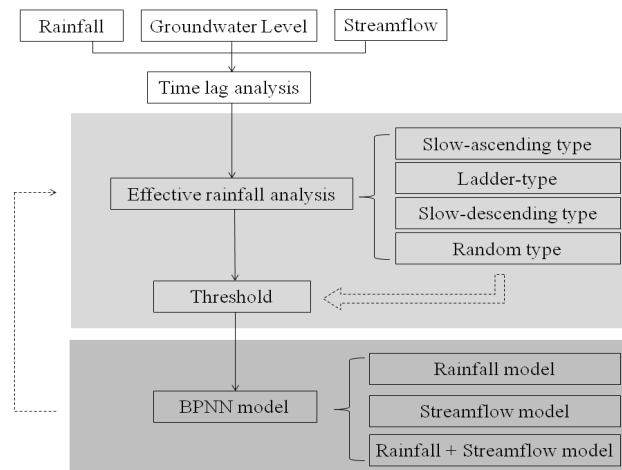 Rainfall
Groundwater Level
Streamflow
Time lag analysis
Effective rainfall analysis
Slow-ascending type
Ladder-type
Slow-descending type
Random type
Threshold
BPNN model
Rainfall model
Streamflow model
Rainfall + Streamflow model